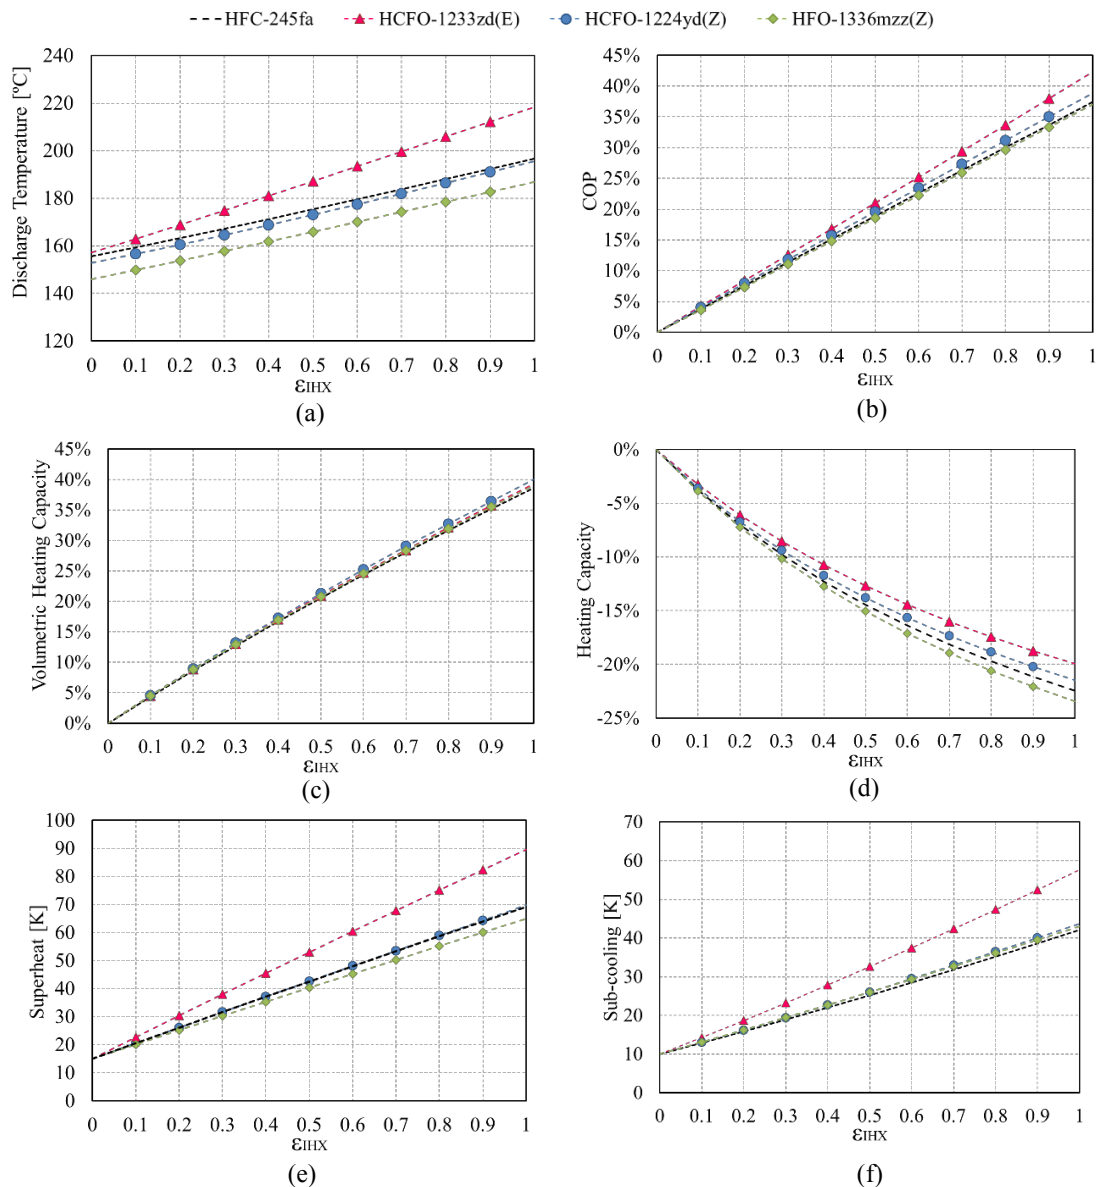 HFC-245fa HCFO-1233zd(E) HCFO-1224yd(Z) HFO-1336mzz(Z)
Discharge Temperature [ºC]
240
220
200
180
160
140
120
0 0.1 0.2 0.3 0.4 0.5 0.6 0.7 0.8 0.9 1
εIHX
(a)
COP
45%
40%
35%
30%
25%
20%
15%
10%
5%
0%
0 0.1 0.2 0.3 0.4 0.5 0.6 0.7 0.8 0.9 1
εIHX
(b)
Volumetric Heating Capacity
45%
40%
35%
30%
25%
20%
15%
10%
5%
0%
0 0.1 0.2 0.3 0.4 0.5 0.6 0.7 0.8 0.9 1
εIHX
(c)
Heating Capacity
0%
-5%
-10%
-15%
-20%
-25%
0 0.1 0.2 0.3 0.4 0.5 0.6 0.7 0.8 0.9 1
εIHX
(d)
Superheat [K]
100
90
80
70
60
50
40
30
20
10
0
0 0.1 0.2 0.3 0.4 0.5 0.6 0.7 0.8 0.9 1
εIHX
(e)
Sub-cooling [K]
70
60
50
40
30
20
10
0
0 0.1 0.2 0.3 0.4 0.5 0.6 0.7 0.8 0.9 1
εIHX
(f)